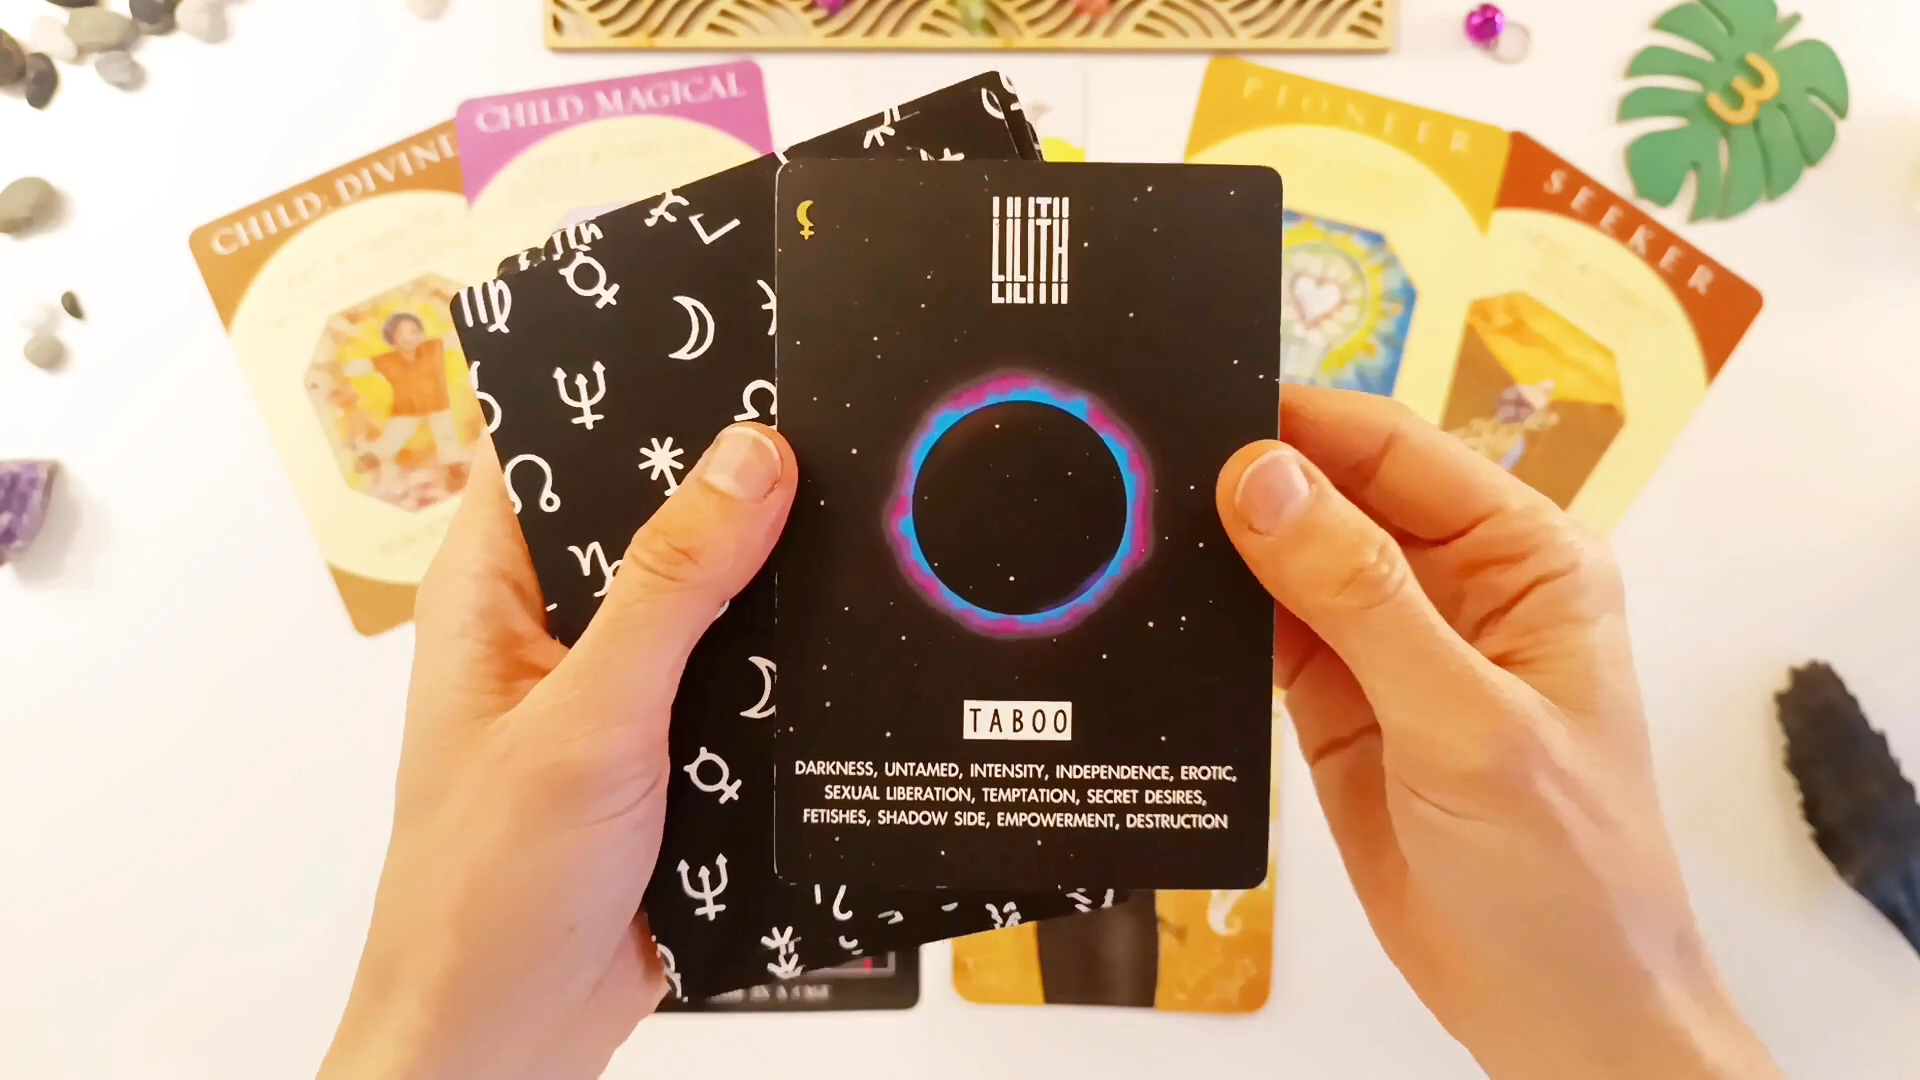 CHILD: DIVINE
CHILD: MAGICAL
PIONEER
SEEKER
3
LILITH
TABOO
DARKNESS, UNTAMED, INTENSITY, INDEPENDENCE, EROTIC,
SEXUAL LIBERATION, TEMPTATION, SECRET DESIRES,
FETISHES, SHADOW SIDE, EMPOWERMENT, DESTRUCTION